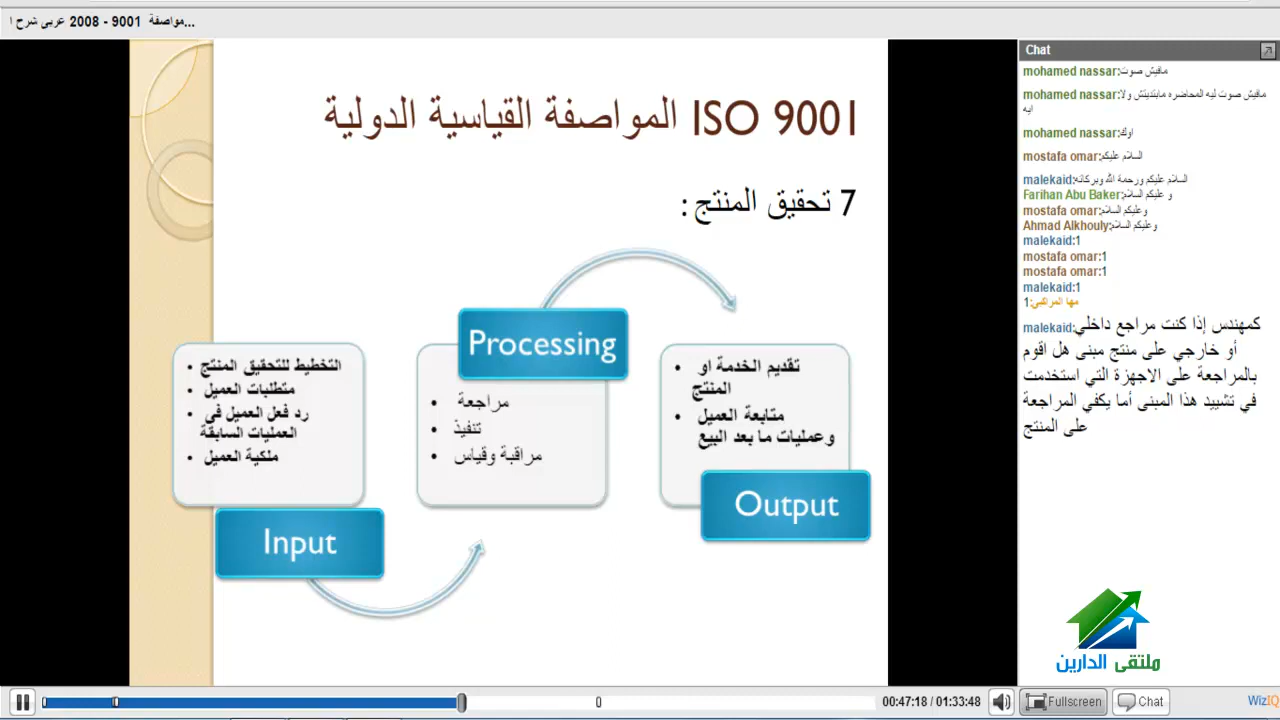 مواصفة 9001 - 2008 عربى شرح ا...
ISO 9001 المواصفة القياسية الدولية
7 تحقيق المنتج :
Processing
• التخطيط للتحقيق المنتج
• متطلبات العميل
• رد فعل العميل فى
العمليات السابقة
• ملكية العميل
Input
• مراجعة
• تنفيذ
• مراقبة وقياس
• تقديم الخدمة او
المنتج
• متابعة العميل
وعمليات ما بعد البيع
Output
Chat
mohamed nassar:مافيش صوت
mohamed nassar:مافيش صوت ليه المحاضره مابتديتش ولا
ايه
mohamed nassar:اوك
mostafa omar:السلام عليكم
malekaid:السلام عليكم ورحمة الله وبركاته
Farihan Abu Baker:و عليكم السلام
mostafa omar:وعليكم السلام
Ahmad Alkhouly:وعليكم السلام
malekaid:1
mostafa omar:1
mostafa omar:1
malekaid:1
مها المراكبي:1
malekaid:كمهندس إذا كنت مراجع داخلي
أو خارجي على منتج مبنى هل اقوم
بالمراجعة على الاجهزة التي استخدمت
في تشييد هذا المبنى أما يكفي المراجعة
على المنتج
ملتقى الدارين
00:47:18 / 01:33:48
Fullscreen
Chat
WizIQ